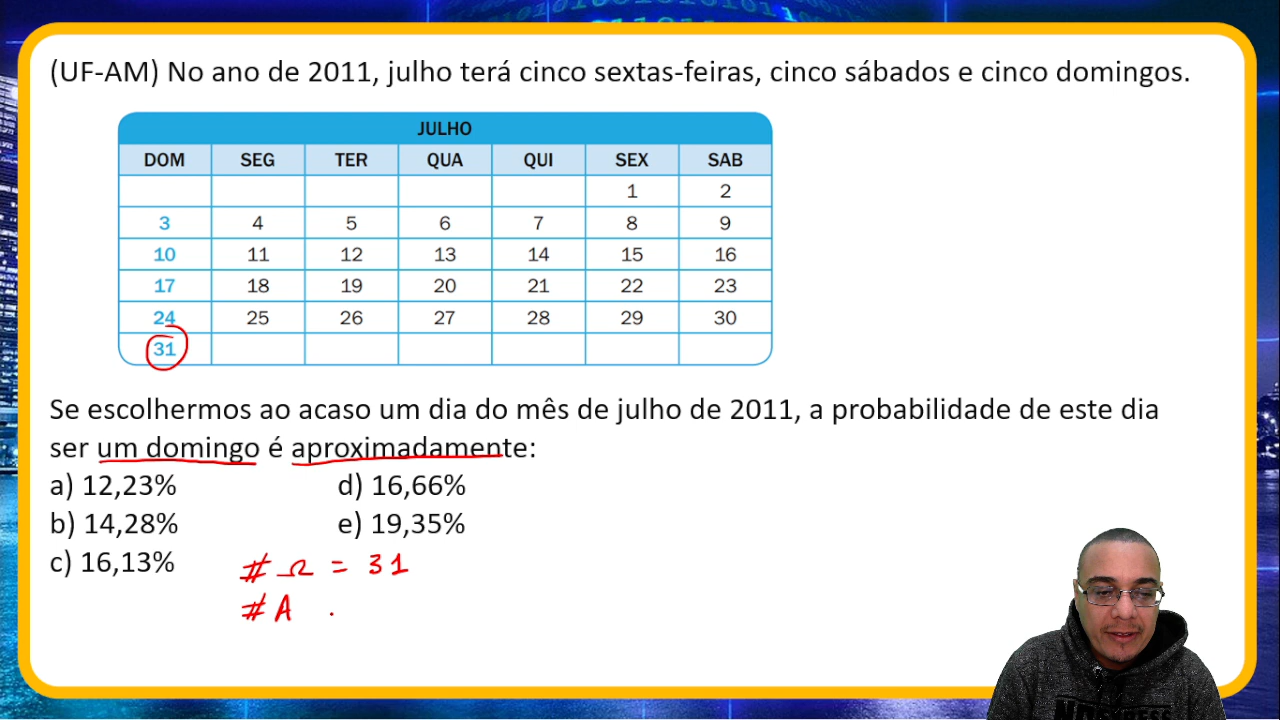 (UF-AM) No ano de 2011, julho terá cinco sextas-feiras, cinco sábados e cinco domingos.
JULHO
DOM SEG TER QUA QUI SEX SAB
1 2
3 4 5 6 7 8 9
10 11 12 13 14 15 16
17 18 19 20 21 22 23
24 25 26 27 28 29 30
31
Se escolhermos ao acaso um dia do mês de julho de 2011, a probabilidade de este dia
ser um domingo é aproximadamente:
a) 12,23% d) 16,66%
b) 14,28% e) 19,35%
c) 16,13%
# Ω = 31
# A